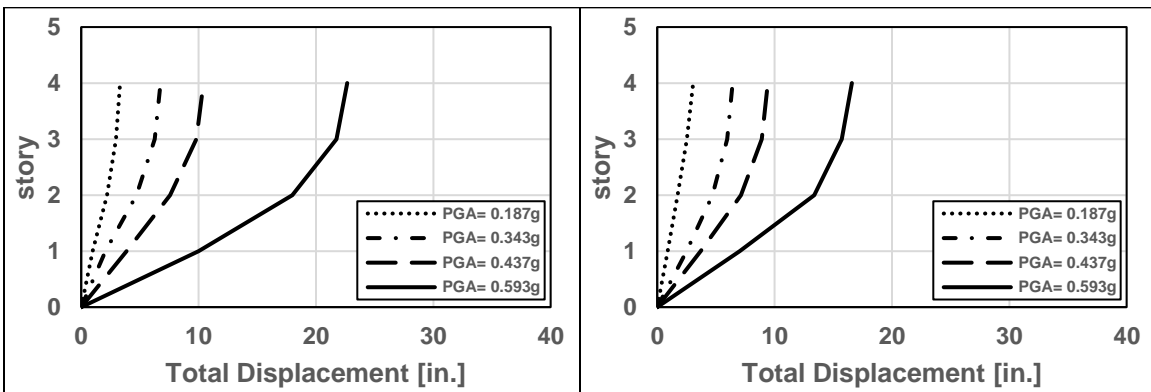 5
4
3
2
1
0
story
PGA= 0.187g
PGA= 0.343g
PGA= 0.437g
PGA= 0.593g
0 10 20 30 40
Total Displacement [in.]
5
4
3
2
1
0
story
PGA= 0.187g
PGA= 0.343g
PGA= 0.437g
PGA= 0.593g
0 10 20 30 40
Total Displacement [in.]